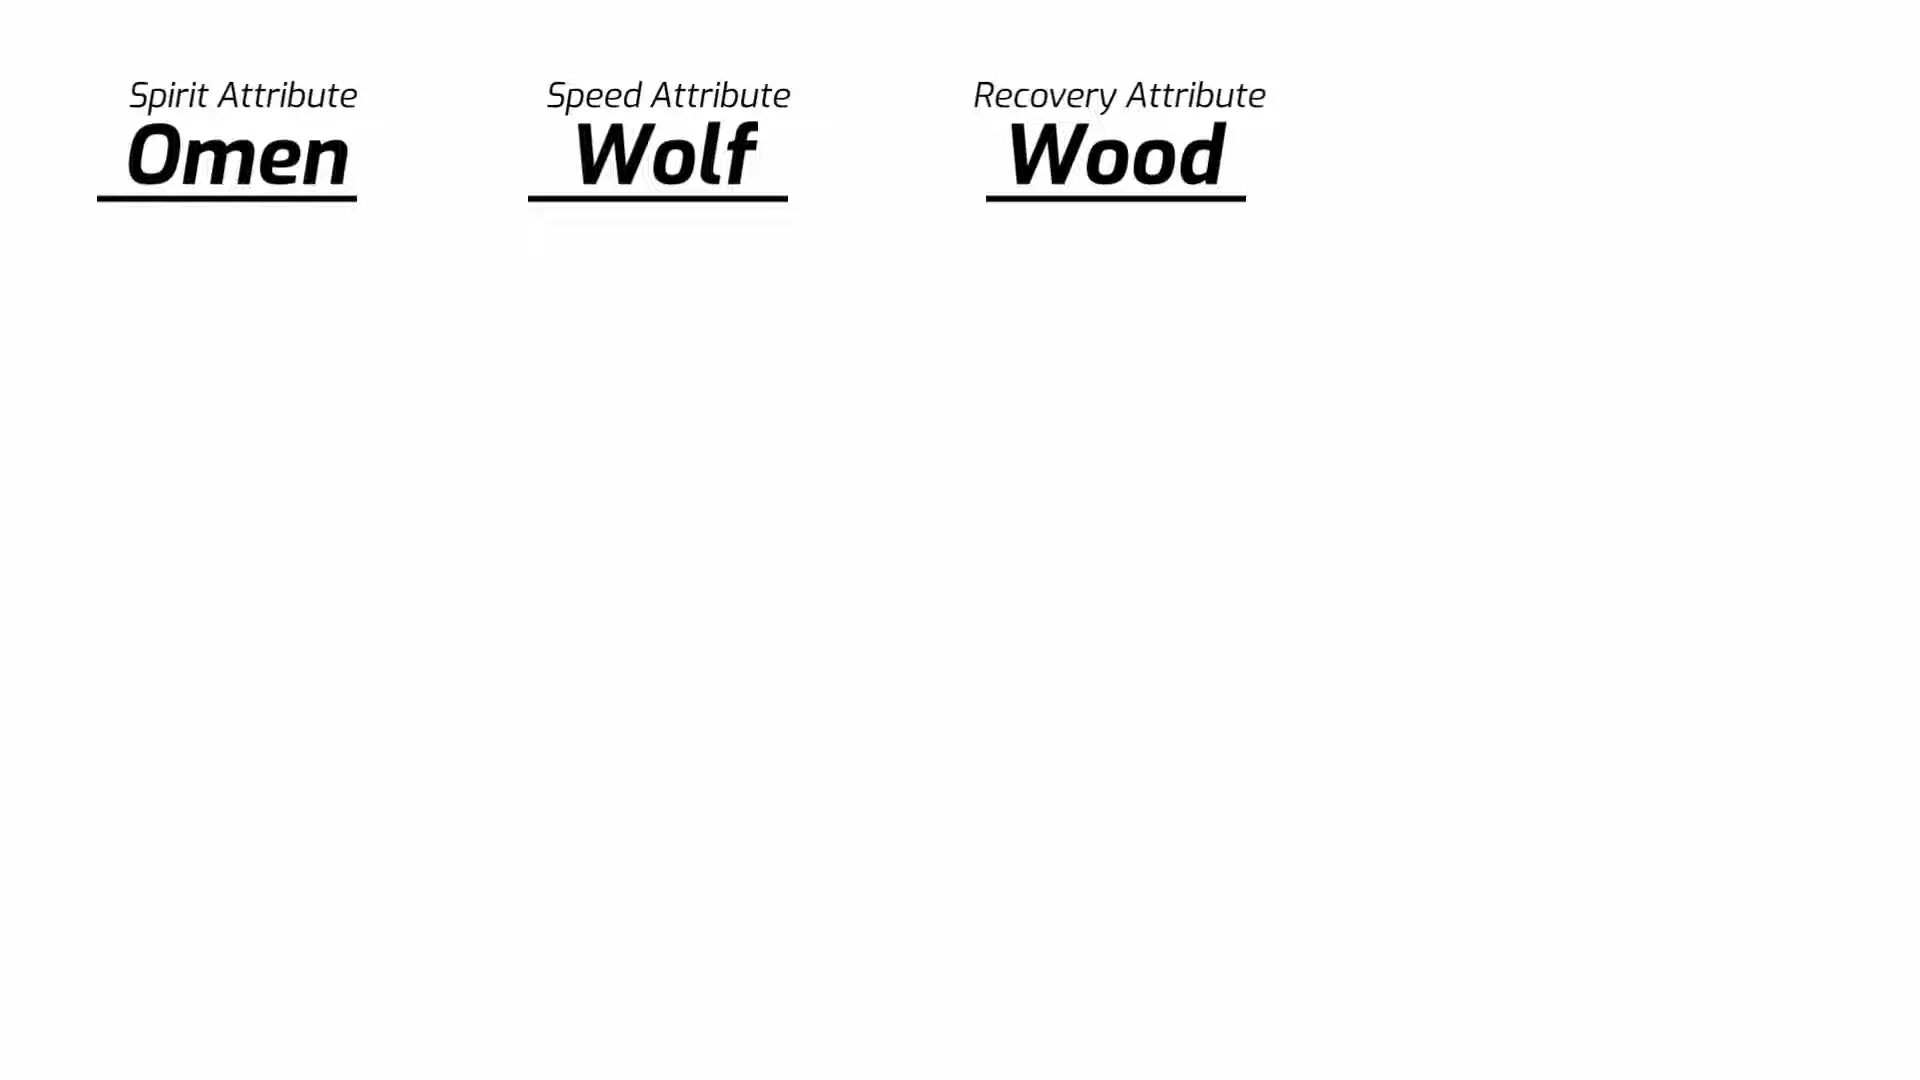 Spirit Attribute
Omen
Speed Attribute
Wolf
Recovery Attribute
Wood